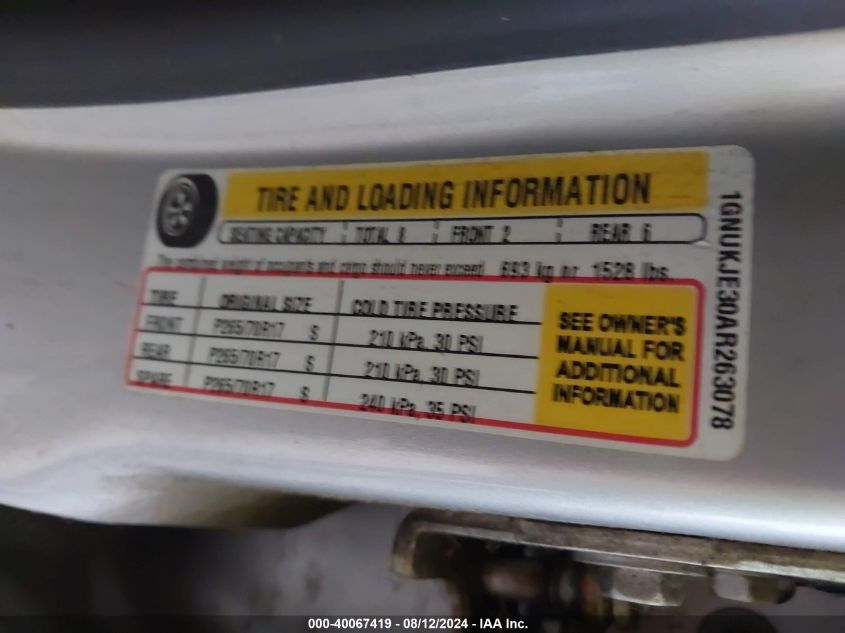 TIRE AND LOADING INFORMATION
SEATING CAPACITY TOTAL 8 FRONT 2 REAR 6
The combined weight of occupants and cargo should never exceed 693 kg or 1528 lbs.
TIRE ORIGINAL SIZE COLD TIRE PRESSURE
FRONT P265/70R17 S 210 kPa, 30 PSI
REAR P265/70R17 S 210 kPa, 30 PSI
SPARE P265/70R17 S 240 kPa, 35 PSI
SEE OWNER'S
MANUAL FOR
ADDITIONAL
INFORMATION
1GNUKJE30AR263078
000-40067419 - 08/12/2024 - IAA Inc.